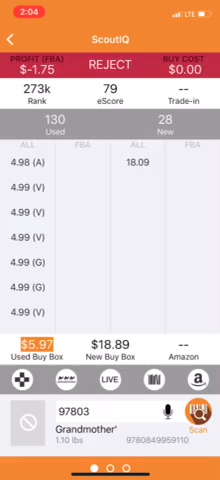 2:04
LTE
ScoutIQ
PROFIT (FBA)
$-1.75
REJECT
BUY COST
$0.00
273k
Rank
79
eScore
--
Trade-in
130
Used
28
New
ALL FBA ALL FBA
4.98 (A) 18.09
4.99 (V)
4.99 (V)
4.99 (V)
4.99 (G)
4.99 (G)
4.99 (V)
$5.97
Used Buy Box
$18.89
New Buy Box
--
Amazon
LIVE
a
97803
Scan
Grandmother'
1.10 lbs 9780849959110